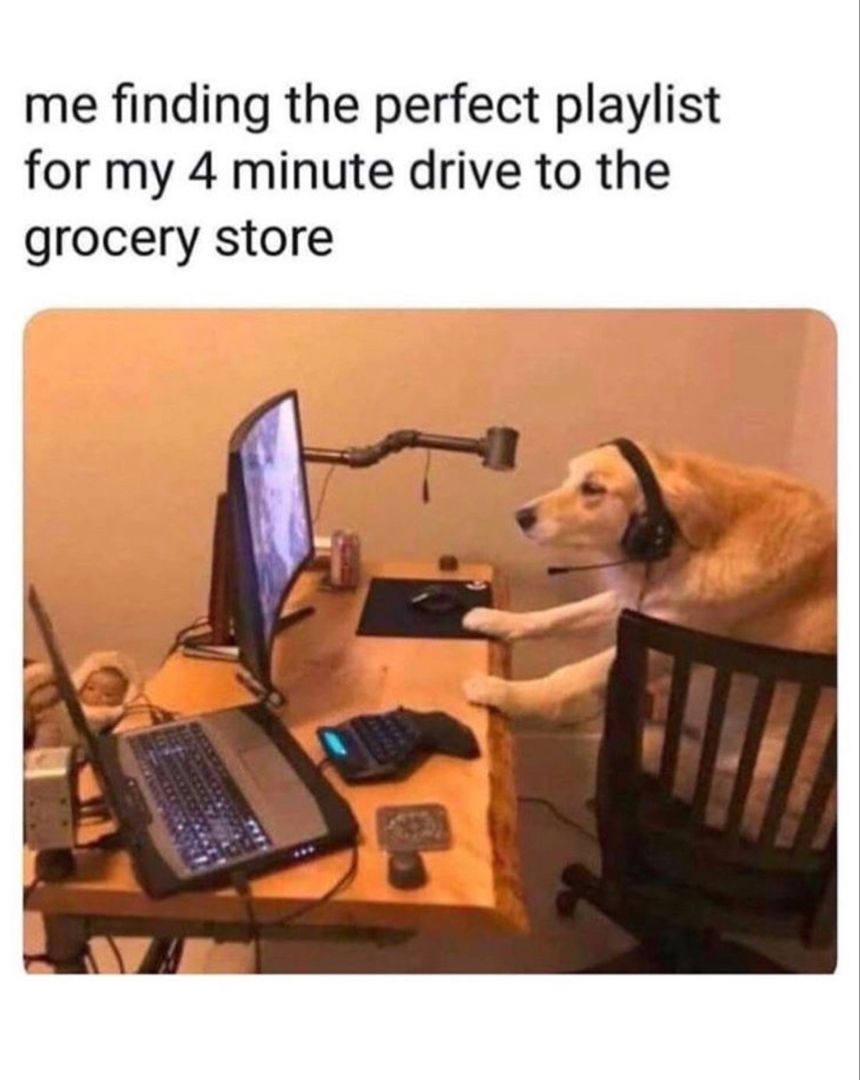 me finding the perfect playlist
for my 4 minute drive to the
grocery store